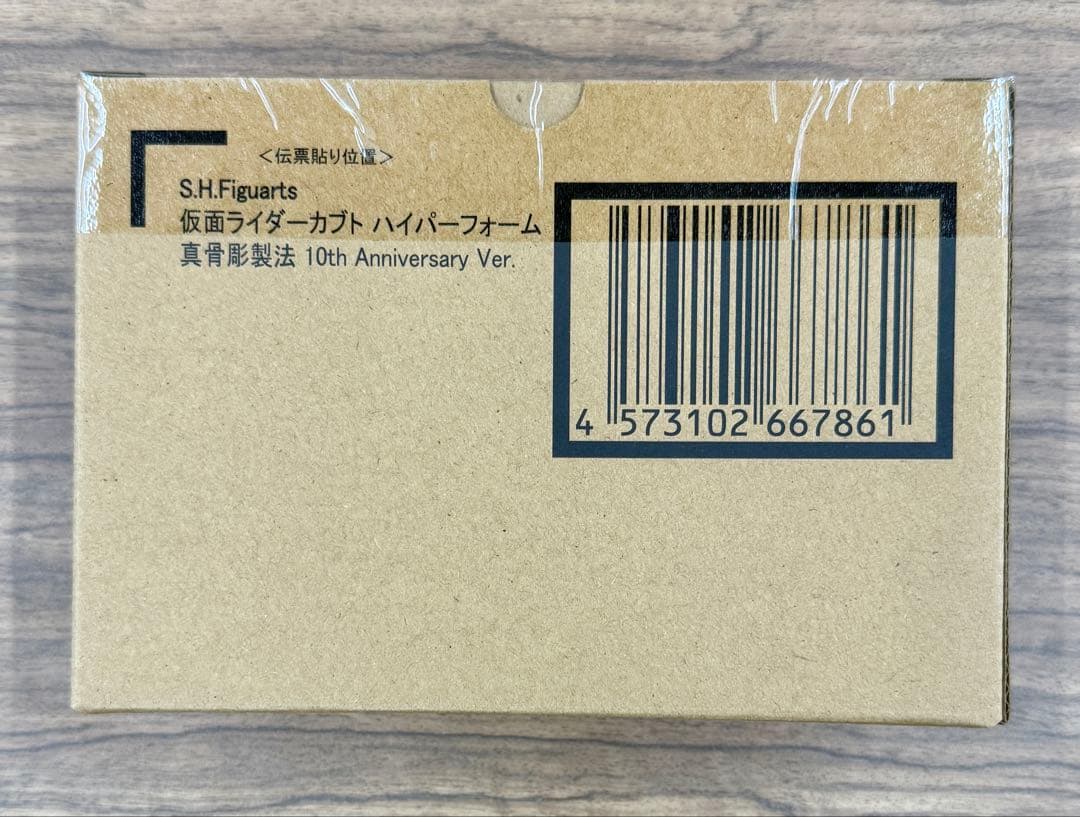 ＜伝票貼り位置＞
S.H.Figuarts
仮面ライダーカブト ハイパーフォーム
真骨彫製法 10th Anniversary Ver.
4 573102 667861